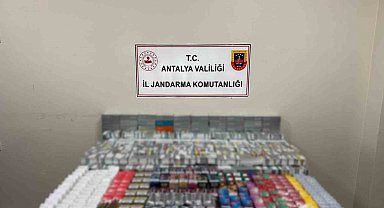 T.C.
ANTALYA VALİLİĞİ
İL JANDARMA KOMUTANLIĞI